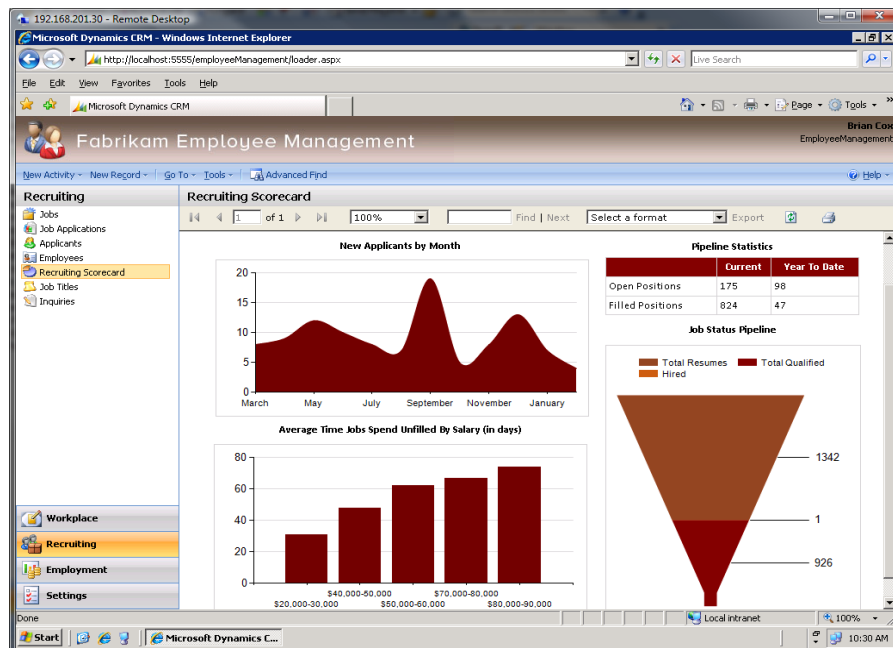 192.168.201.30 - Remote Desktop
Microsoft Dynamics CRM - Windows Internet Explorer
http://localhost:5555/employeeManagement/loader.aspx
Live Search
File Edit View Favorites Tools Help
Microsoft Dynamics CRM
Page Tools »
Fabrikam Employee Management
Brian Cox
EmployeeManagement
New Activity New Record Go To Tools Advanced Find Help
Recruiting
Jobs
Job Applications
Applicants
Employees
Recruiting Scorecard
Job Titles
Inquiries
Workplace
Recruiting
Employment
Settings
Recruiting Scorecard
1 of 1 100% Find | Next Select a format Export
New Applicants by Month
20
15
10
5
0
March May July September November January
Average Time Jobs Spend Unfilled By Salary (in days)
80
60
40
20
0
$40,000-50,000 $70,000-80,000
$20,000-30,000 $50,000-60,000 $80,000-90,000
Pipeline Statistics
Current Year To Date
Open Positions 175 98
Filled Positions 824 47
Job Status Pipeline
Total Resumes Total Qualified
Hired
1342
1
926
Done Local intranet 100%
Start Microsoft Dynamics C... 10:30 AM